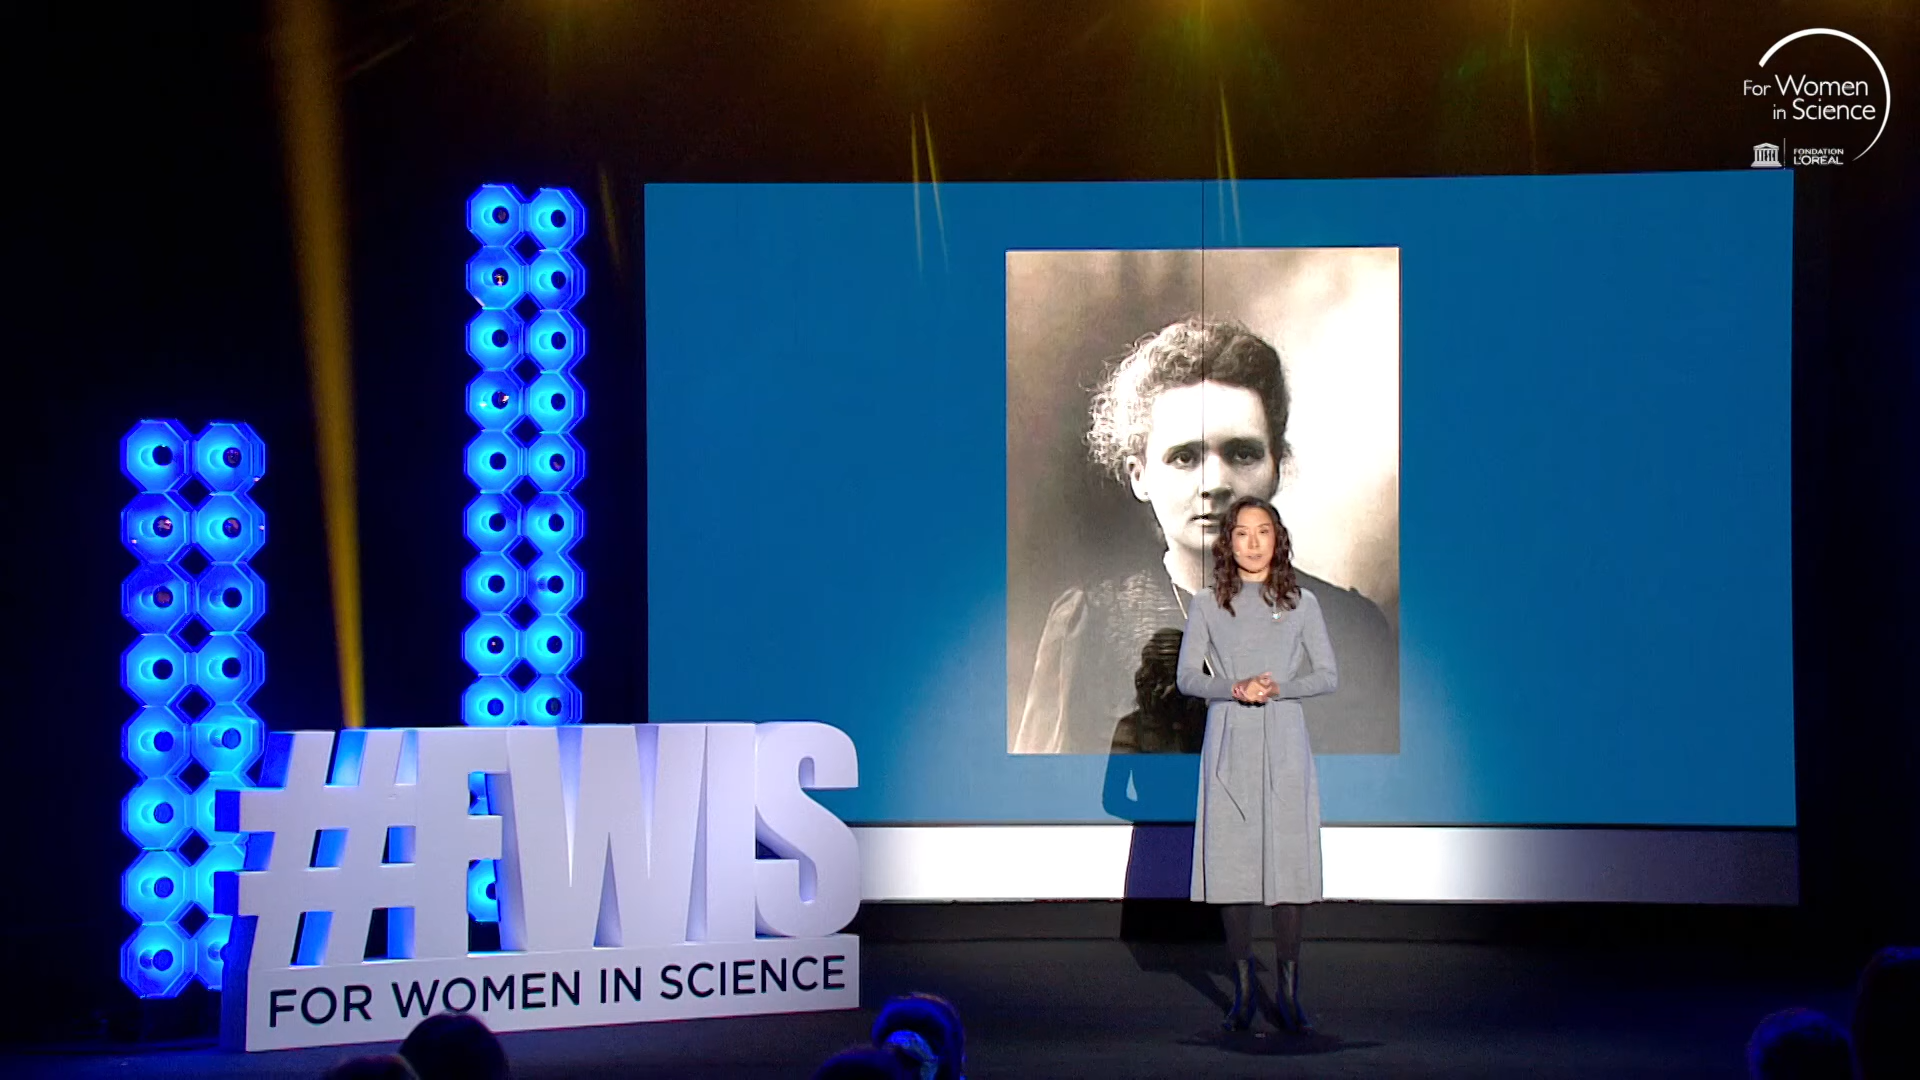 For Women
in Science
FONDATION
L'ORÉAL
#FWIS
FOR WOMEN IN SCIENCE